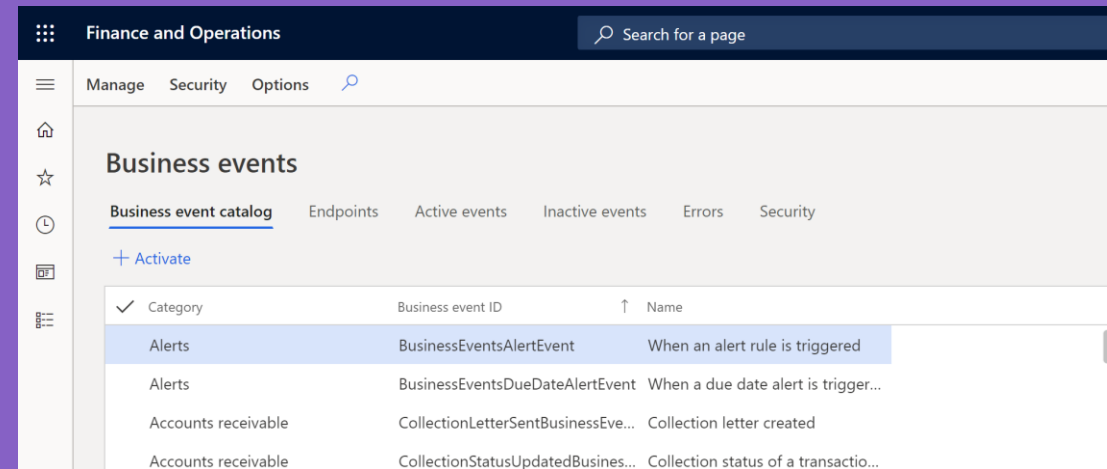 Finance and Operations
Search for a page
Manage Security Options
Business events
Business event catalog Endpoints Active events Inactive events Errors Security
+ Activate
Category Business event ID ↑ Name
Alerts BusinessEventsAlertEvent When an alert rule is triggered
Alerts BusinessEventsDueDateAlertEvent When a due date alert is trigger...
Accounts receivable CollectionLetterSentBusinessEve... Collection letter created
Accounts receivable CollectionStatusUpdatedBusines... Collection status of a transactio...